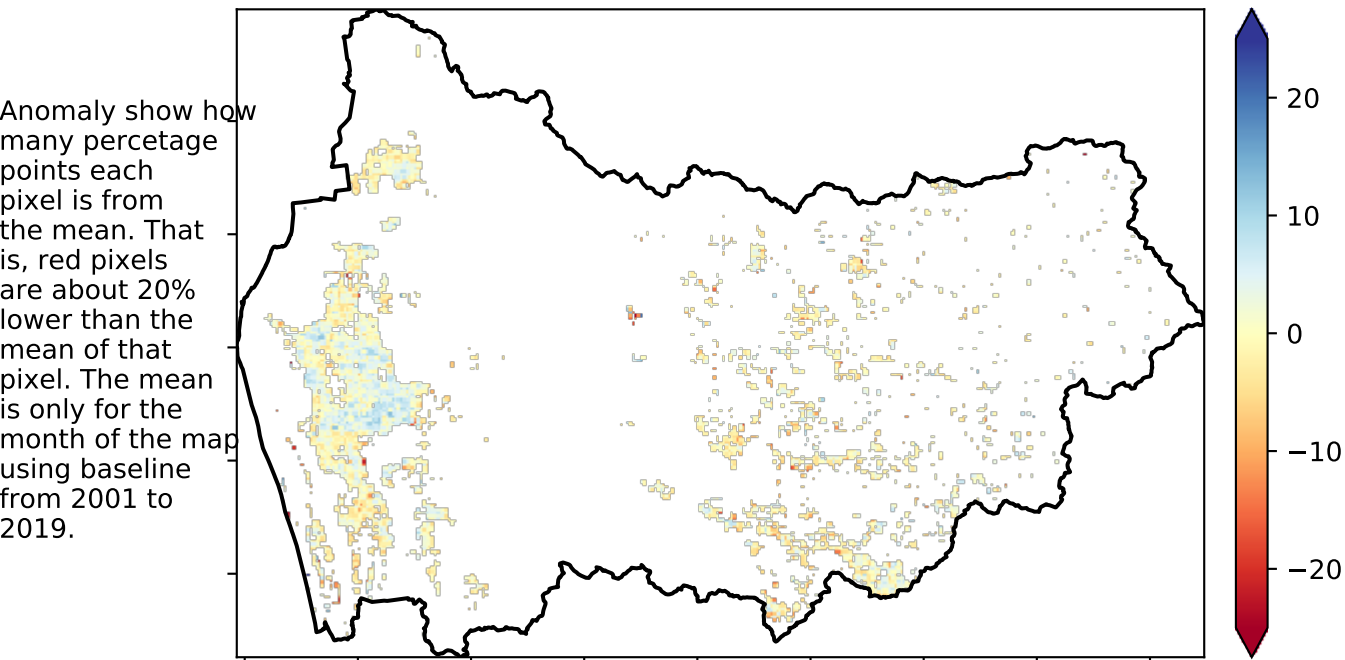 Anomaly show how
many percetage
points each
pixel is from
the mean. That
is, red pixels
are about 20%
lower than the
mean of that
pixel. The mean
is only for the
month of the map
using baseline
from 2001 to
2019.
20
10
0
−10
−20